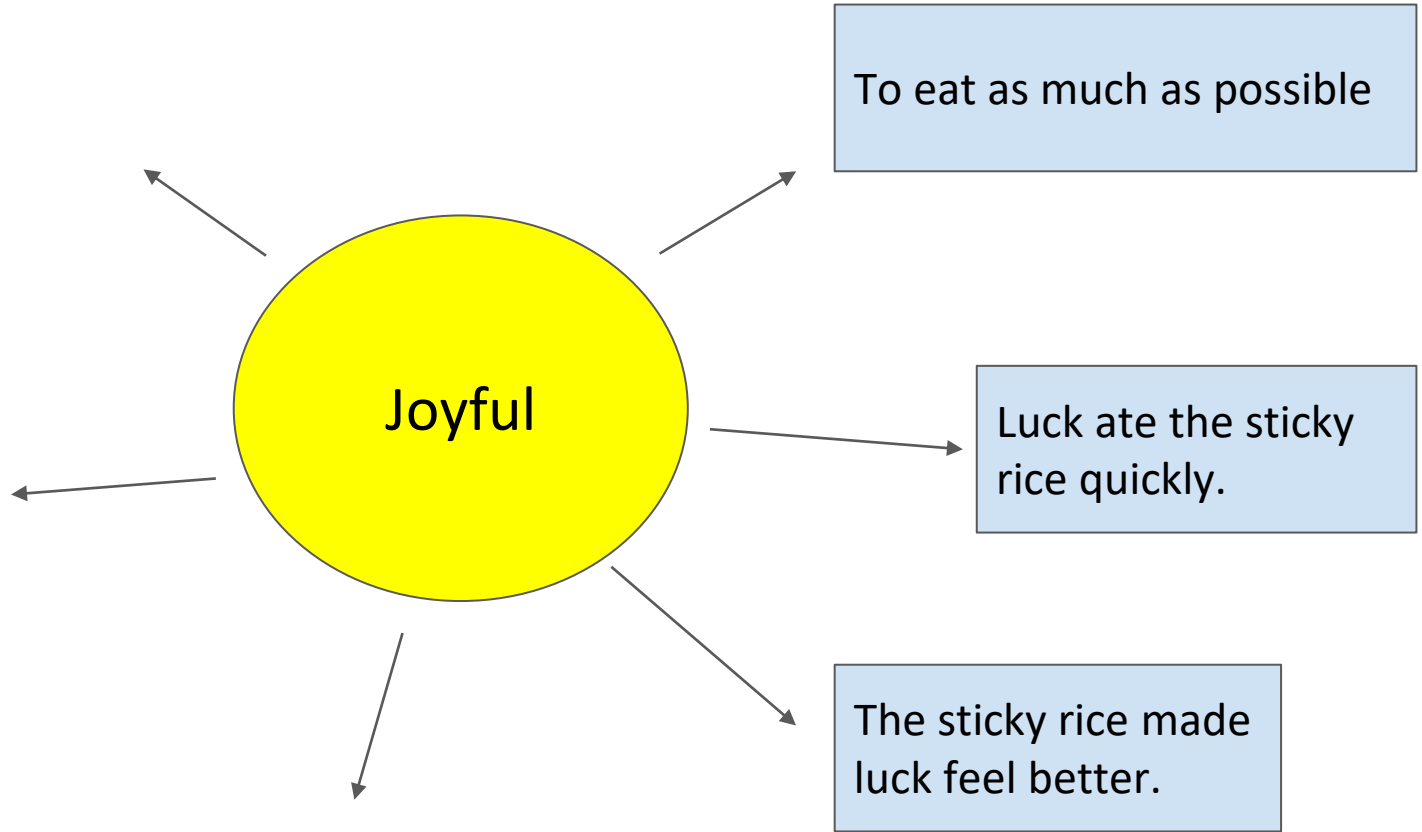 To eat as much as possible
Joyful
Luck ate the sticky
rice quickly.
The sticky rice made
luck feel better.